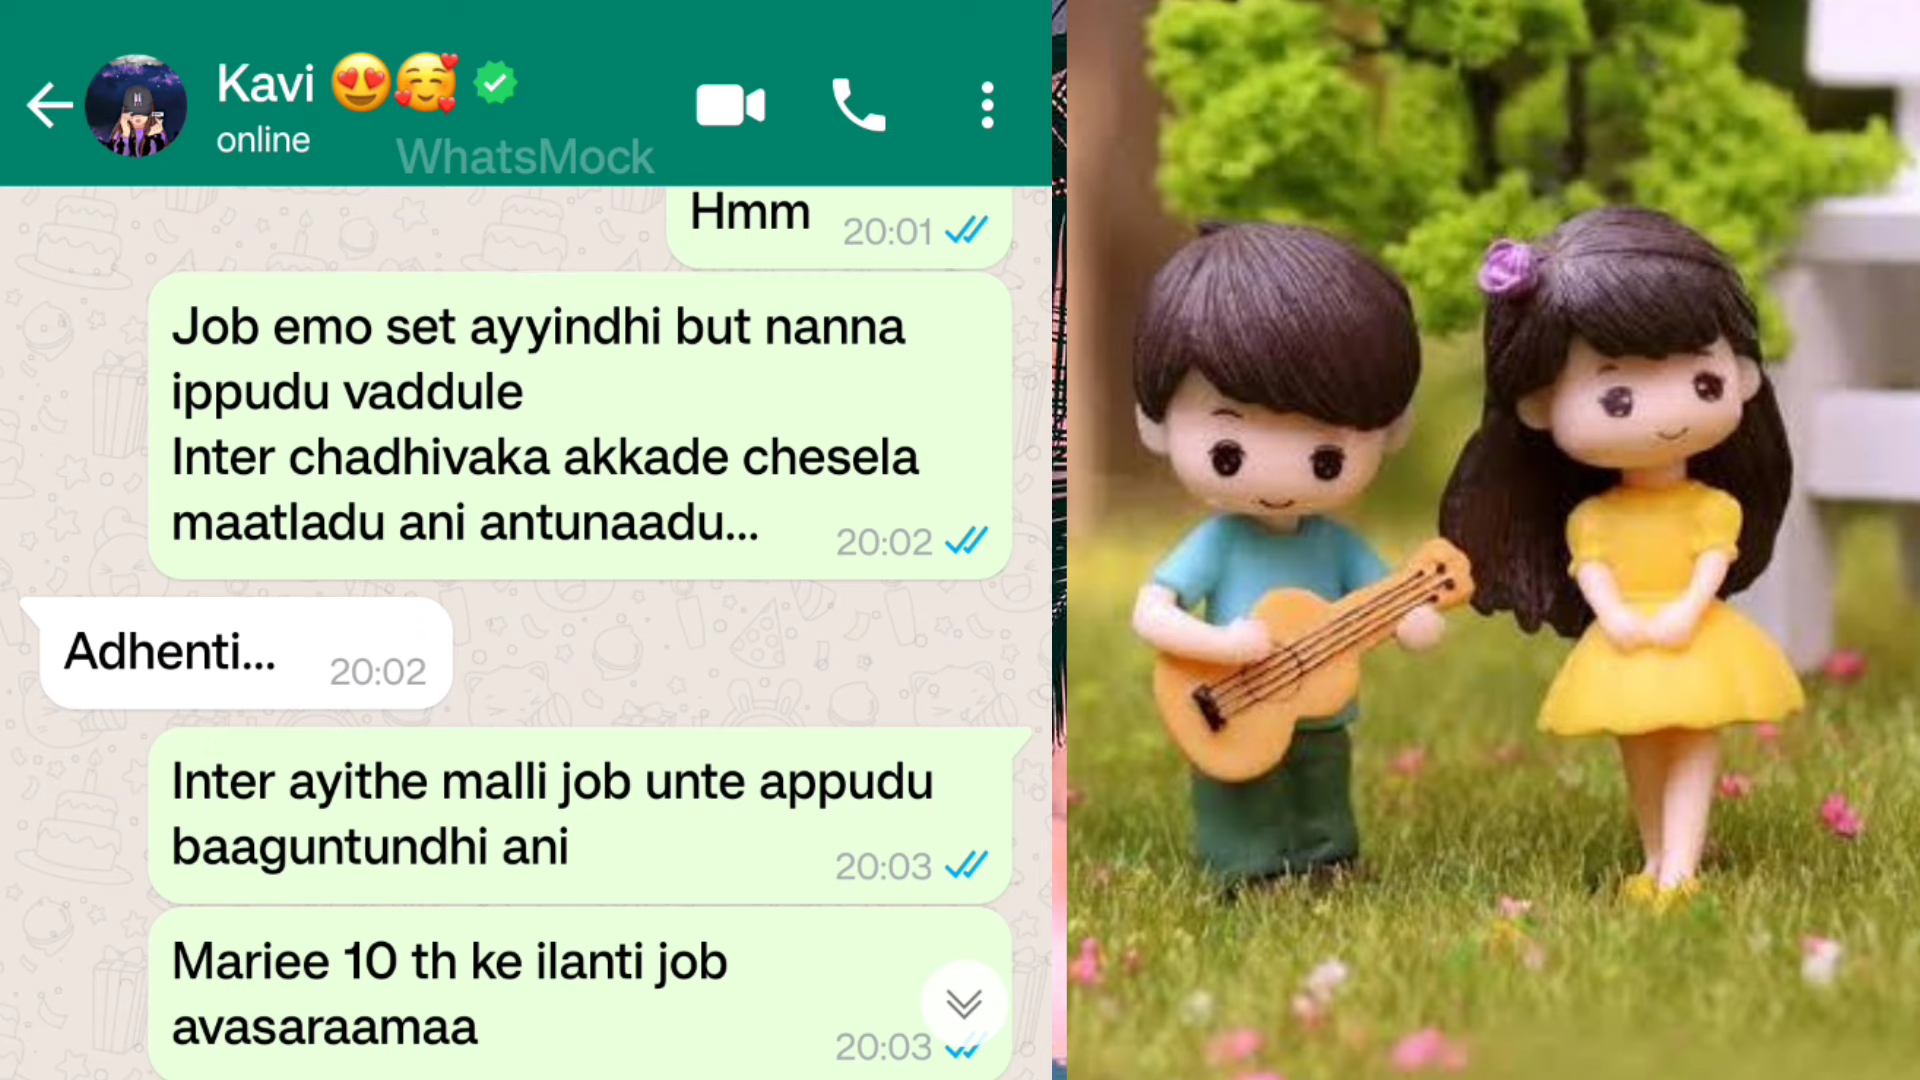 Kavi 😍🥰
online
WhatsMock
Hmm 20:01
Job emo set ayyindhi but nanna
ippudu vaddule
Inter chadhivaka akkade chesela
maatladu ani antunaadu... 20:02
Adhenti... 20:02
Inter ayithe malli job unte appudu
baaguntundhi ani 20:03
Mariee 10 th ke ilanti job
avasaraamaa 20:03